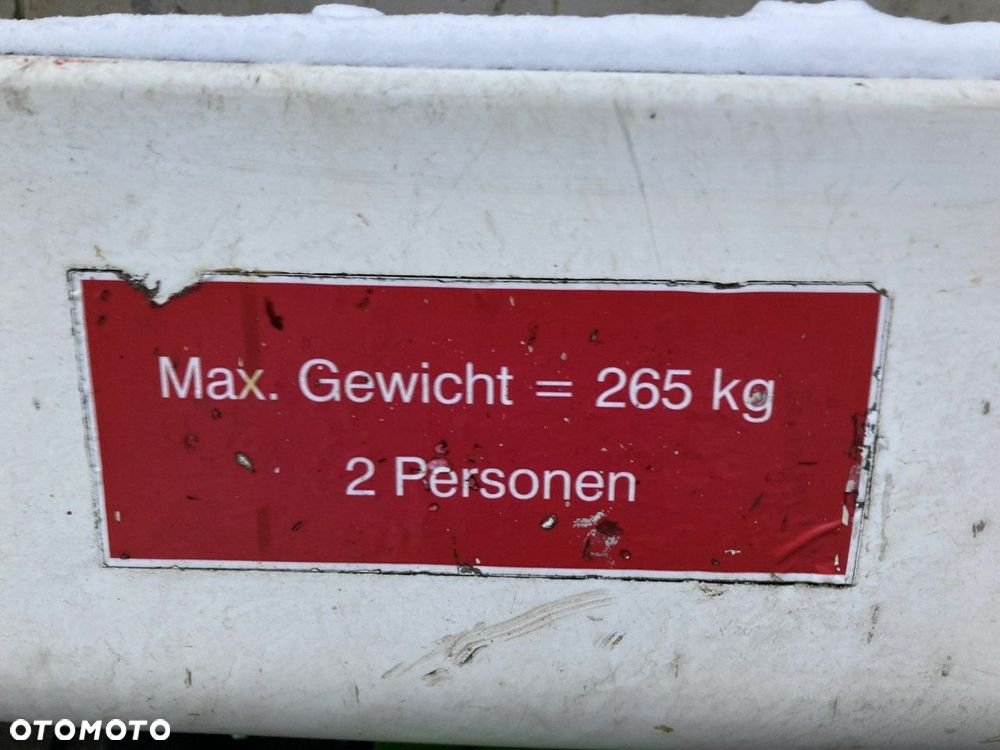 Max. Gewicht = 265 kg
2 Personen
OTOMOTO